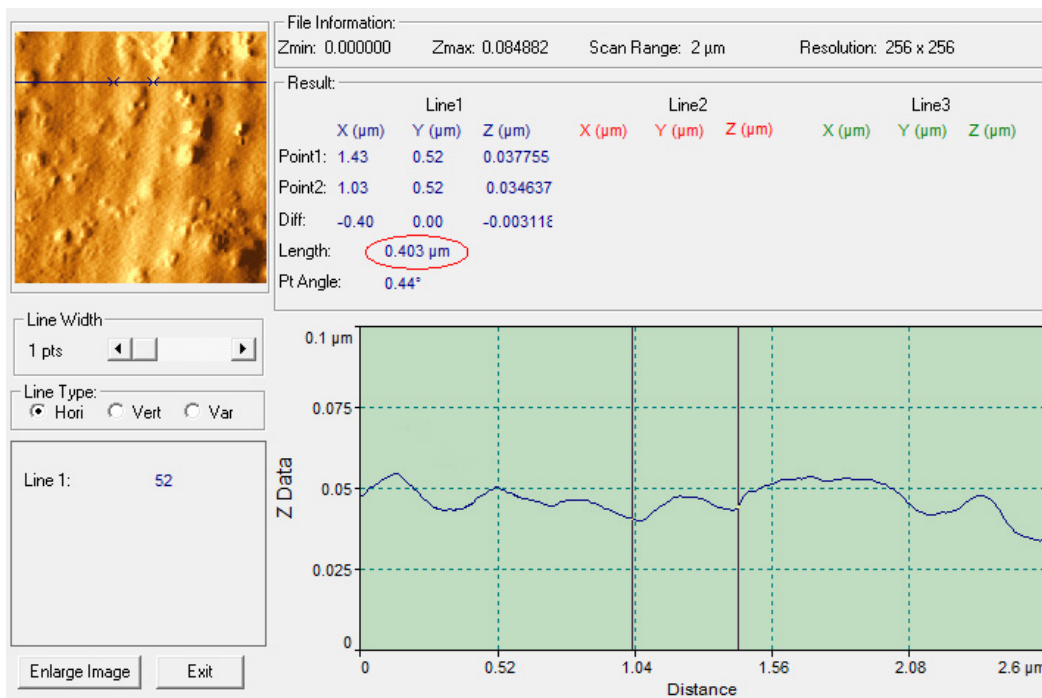 File Information:
Zmin: 0.000000 Zmax: 0.084882 Scan Range: 2 µm Resolution: 256 x 256
Result:
Line1 Line2 Line3
X (µm) Y (µm) Z (µm) X (µm) Y (µm) Z (µm) X (µm) Y (µm) Z (µm)
Point1: 1.43 0.52 0.037755
Point2: 1.03 0.52 0.034637
Diff: -0.40 0.00 -0.003118
Length: 0.403 µm
Pt Angle: 0.44°
Line Width
1 pts
Line Type:
Hori Vert Var
Line 1: 52
Enlarge Image Exit
0.1 µm
0.075
0.05
0.025
0
Z Data
0 0.52 1.04 1.56 2.08 2.6 µm
Distance